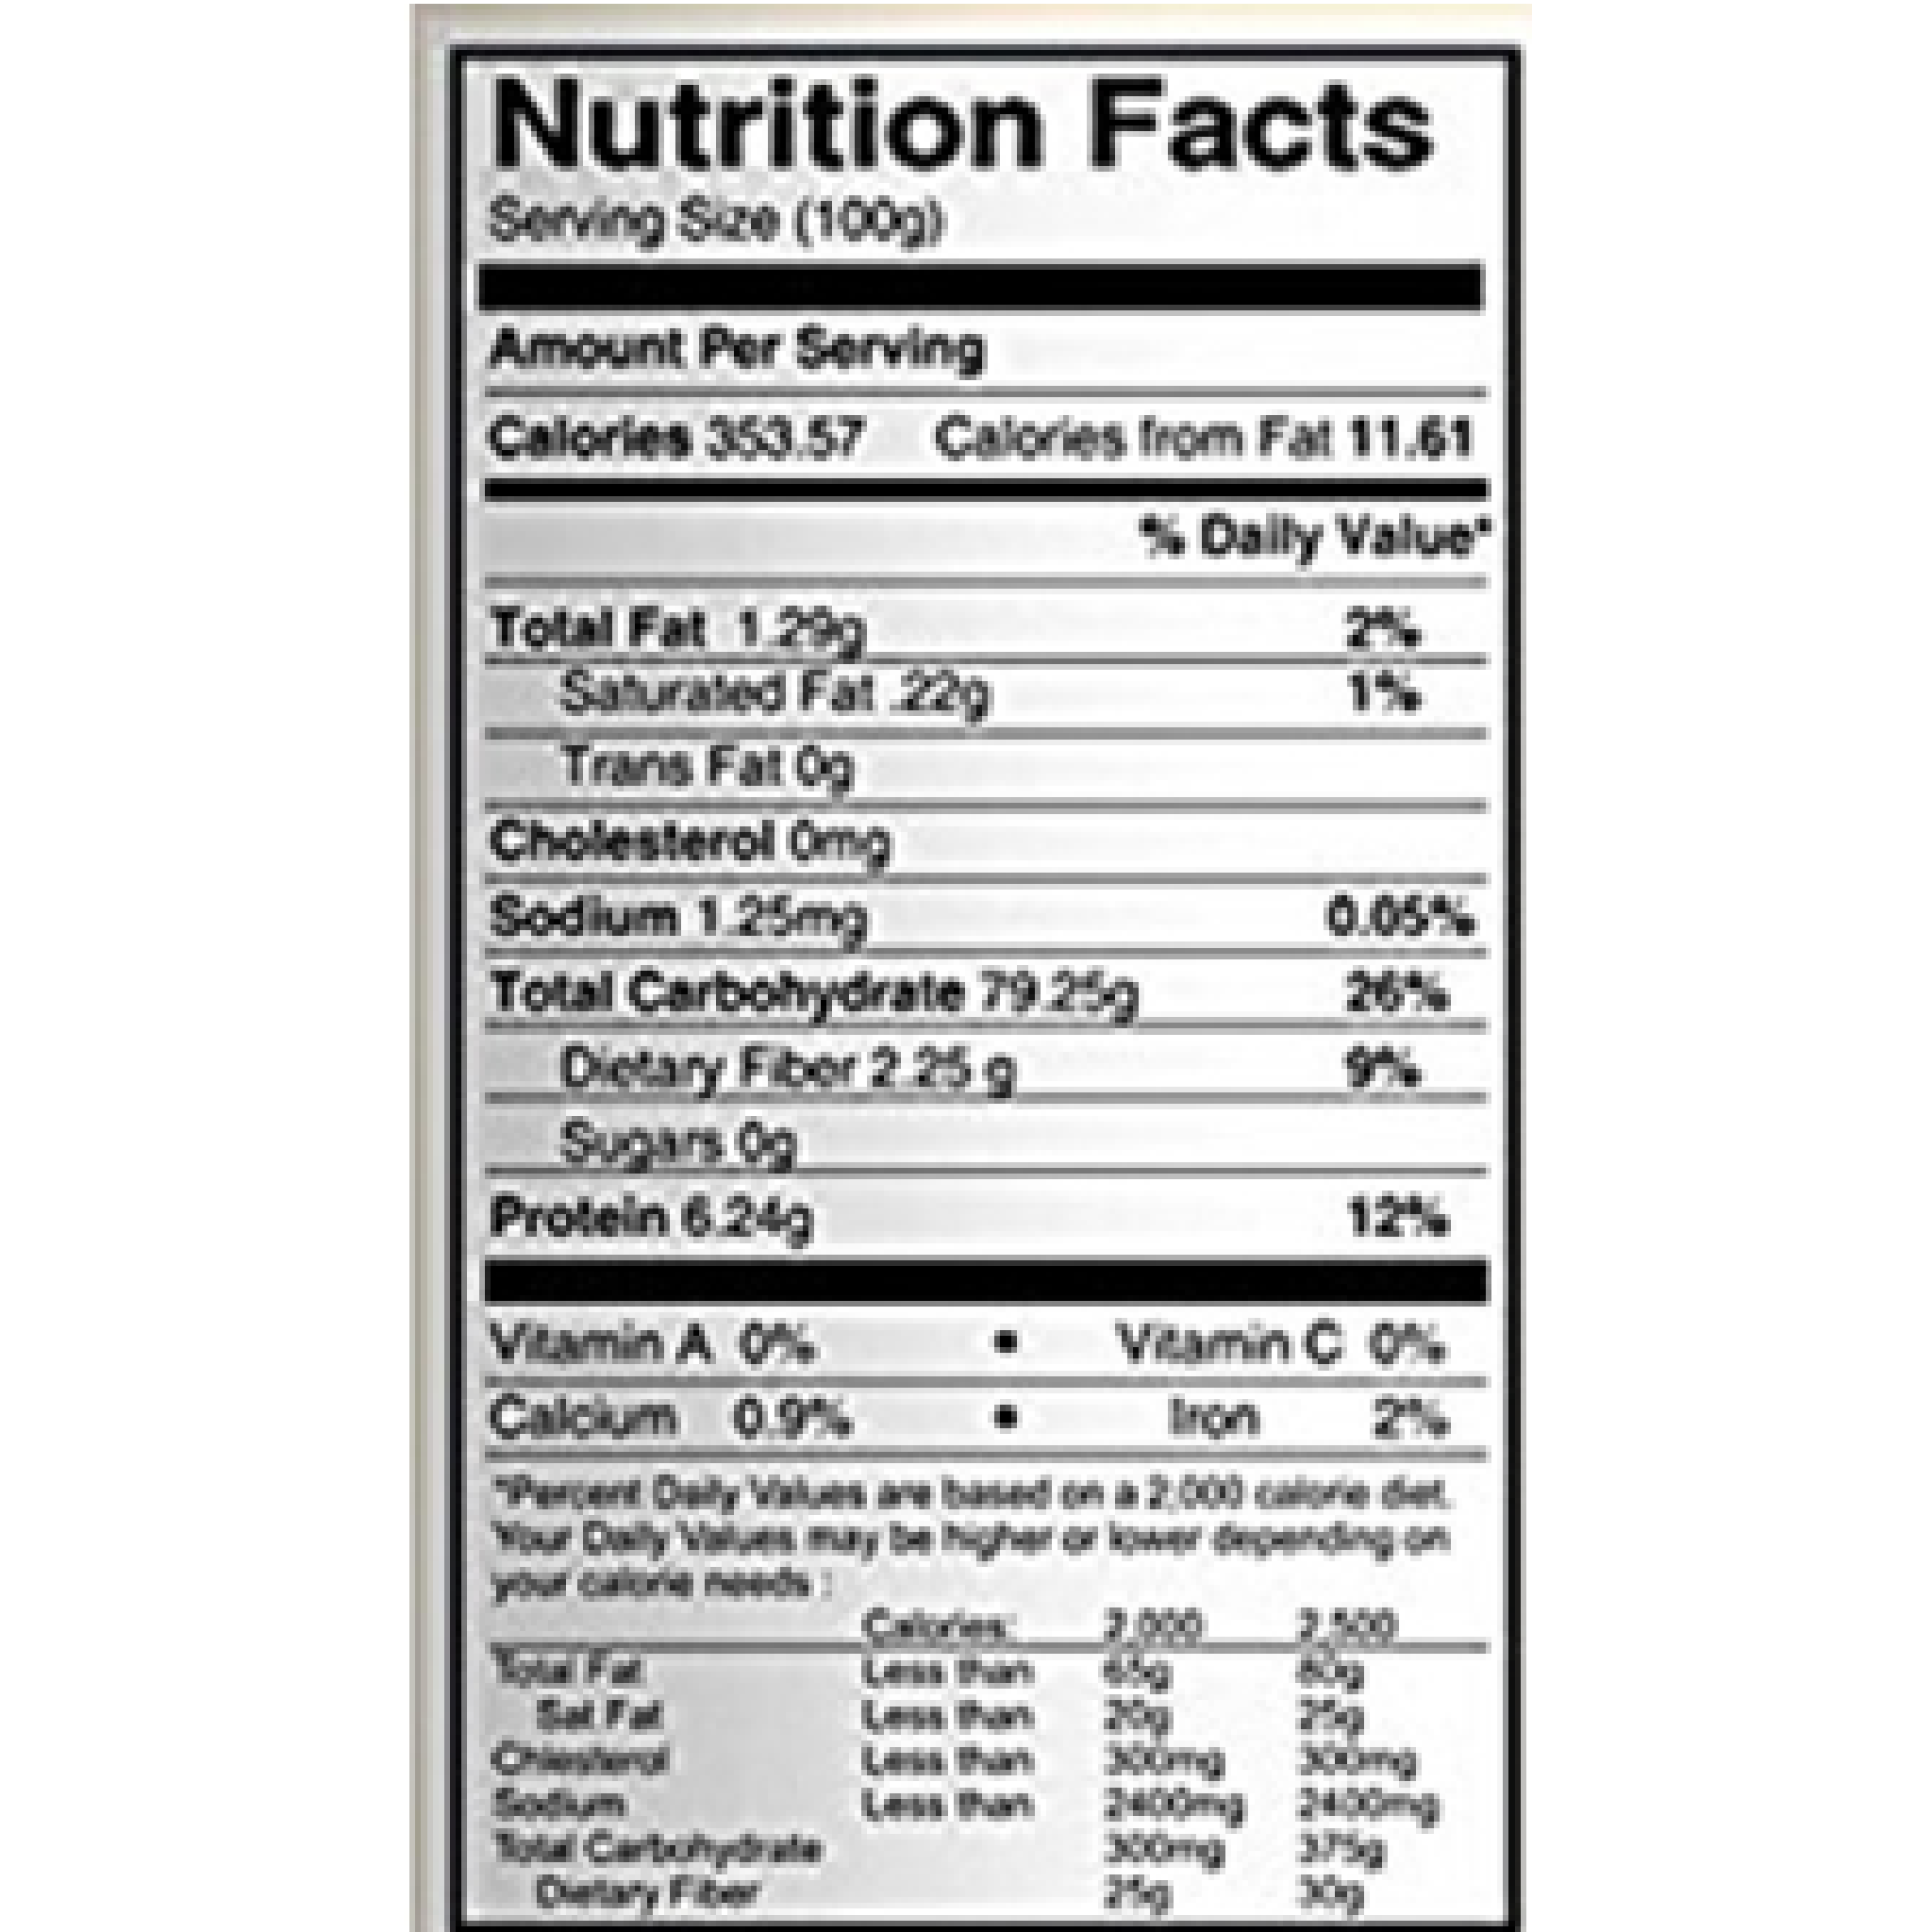 Nutrition Facts
Serving Size (100g)
Amount Per Serving
Calories 353.57 Calories from Fat 11.61
% Daily Value*
Total Fat 1.29g 2%
Saturated Fat .22g 1%
Trans Fat 0g
Cholesterol 0mg
Sodium 1.25mg 0.05%
Total Carbohydrate 79.25g 26%
Dietary Fiber 2.25 g 9%
Sugars 0g
Protein 6.24g 12%
Vitamin A 0% • Vitamin C 0%
Calcium 0.9% • Iron 2%
*Percent Daily Values are based on a 2,000 calorie diet.
Your Daily Values may be higher or lower depending on
your calorie needs :
Calories: 2,000 2,500
Total Fat Less than 65g 80g
Sat Fat Less than 20g 25g
Chlesterol Less than 300mg 300mg
Sodium Less than 2400mg 2400mg
Total Carbohydrate 300mg 375g
Dietary Fiber 25g 30g